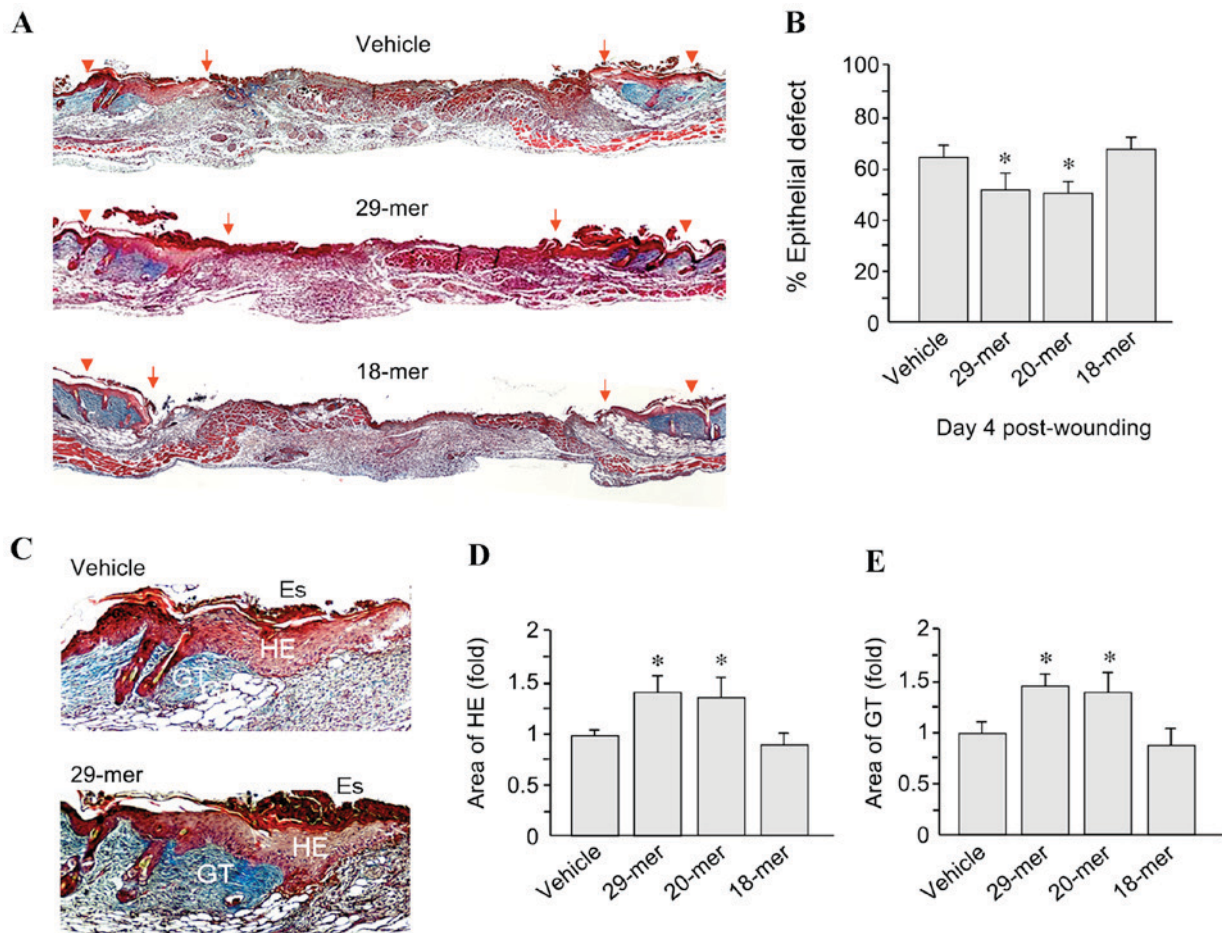 A
Vehicle
29-mer
18-mer
B
% Epithelial defect
100
80
60
40
20
0
*
*
Vehicle
29-mer
20-mer
18-mer
Day 4 post-wounding
C
Vehicle
Es
HE
GT
29-mer
Es
HE
GT
D
Area of HE (fold)
2
1.5
1
0.5
0
*
*
Vehicle
29-mer
20-mer
18-mer
E
Area of GT (fold)
2
1.5
1
0.5
0
*
*
Vehicle
29-mer
20-mer
18-mer